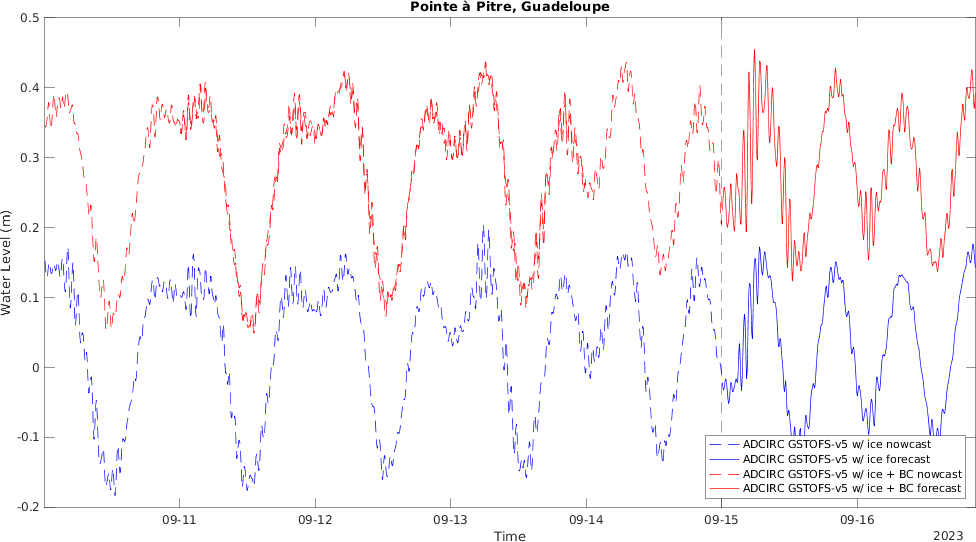 Pointe à Pitre, Guadeloupe
0.5
0.4
0.3
0.2
0.1
0
-0.1
-0.2
Water Level (m)
09-11
09-12
09-13
09-14
09-15
09-16
Time
2023
ADCIRC GSTOFS-v5 w/ ice nowcast
ADCIRC GSTOFS-v5 w/ ice forecast
ADCIRC GSTOFS-v5 w/ ice + BC nowcast
ADCIRC GSTOFS-v5 w/ ice + BC forecast